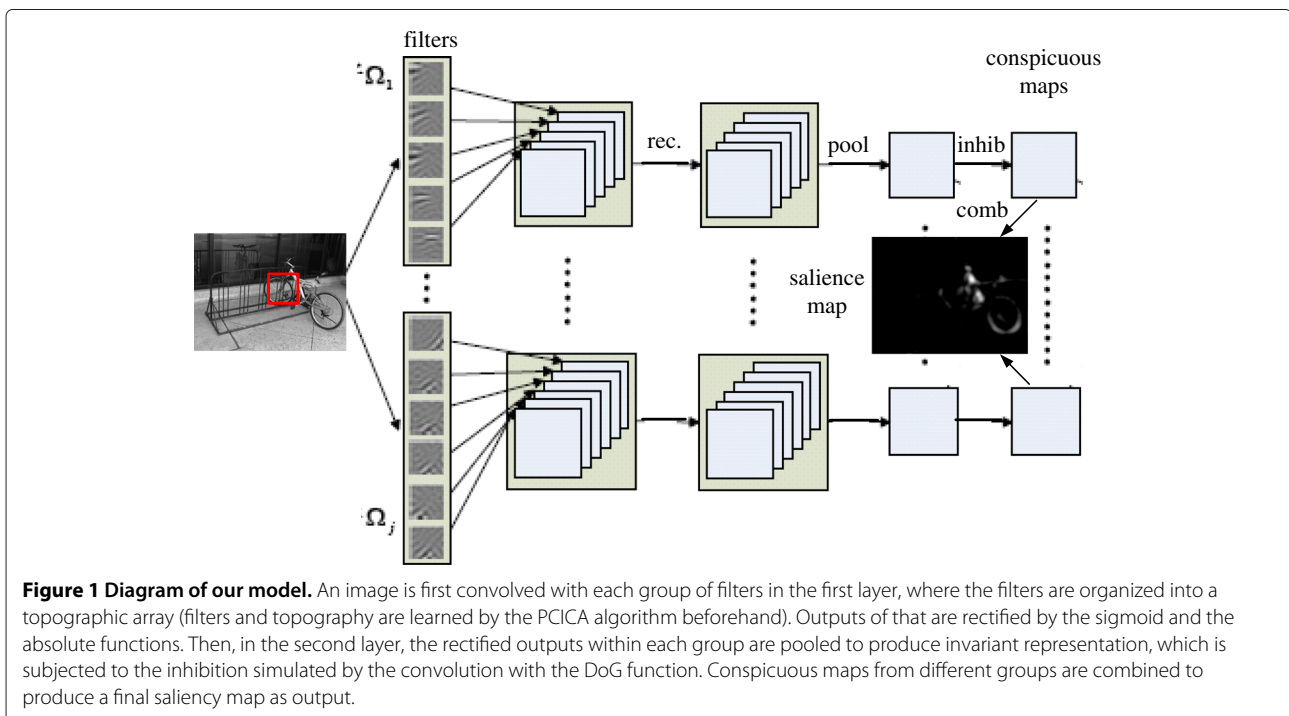 filters
Ω1
conspicuous
maps
rec.
pool
inhib
comb
salience
map
Ωj
Figure 1 Diagram of our model. An image is first convolved with each group of filters in the first layer, where the filters are organized into a
topographic array (filters and topography are learned by the PCICA algorithm beforehand). Outputs of that are rectified by the sigmoid and the
absolute functions. Then, in the second layer, the rectified outputs within each group are pooled to produce invariant representation, which is
subjected to the inhibition simulated by the convolution with the DoG function. Conspicuous maps from different groups are combined to
produce a final saliency map as output.